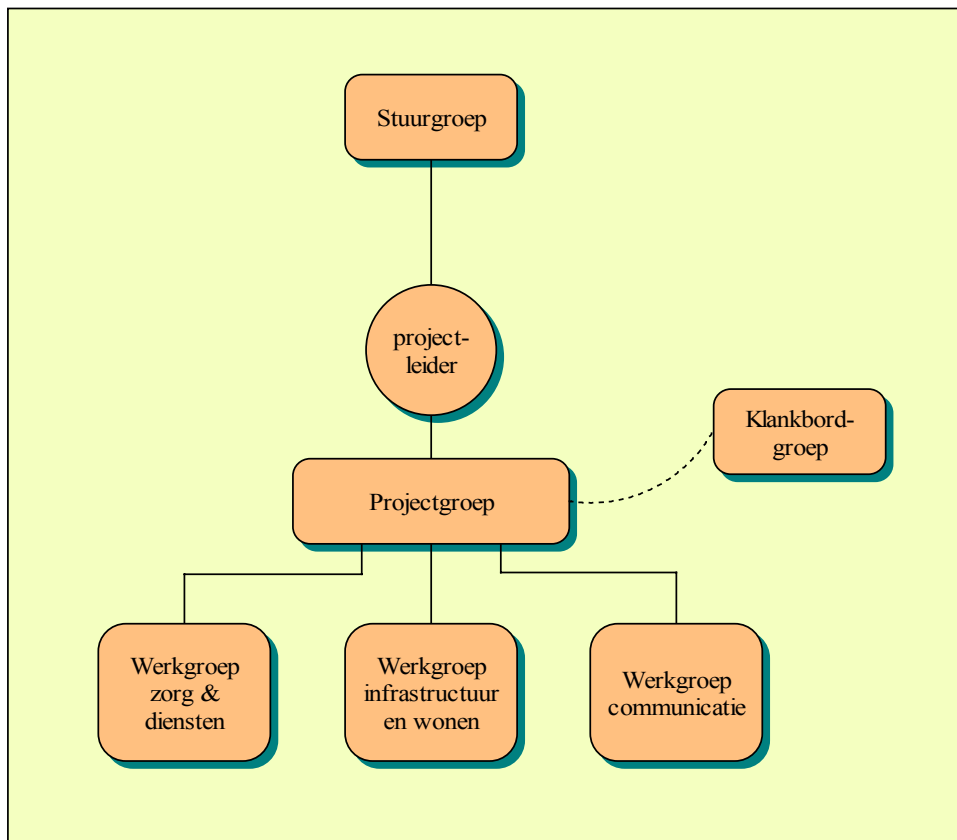 Stuurgroep
project-
leider
Klankbord-
groep
Projectgroep
Werkgroep
zorg &
diensten
Werkgroep
infrastructuur
en wonen
Werkgroep
communicatie